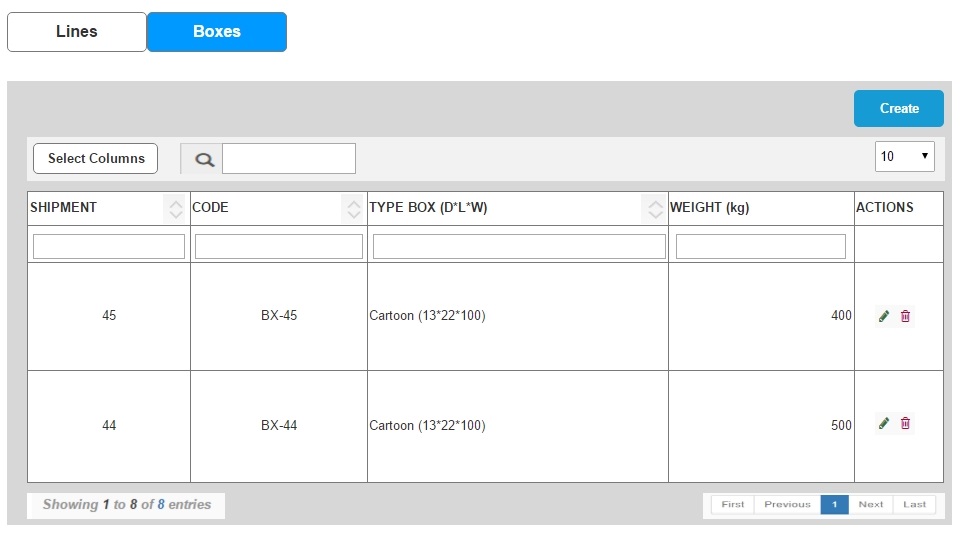 Lines Boxes
Create
Select Columns 10
SHIPMENT CODE TYPE BOX (D*L*W) WEIGHT (kg) ACTIONS
45 BX-45 Cartoon (13*22*100) 400
44 BX-44 Cartoon (13*22*100) 500
Showing 1 to 8 of 8 entries First Previous 1 Next Last